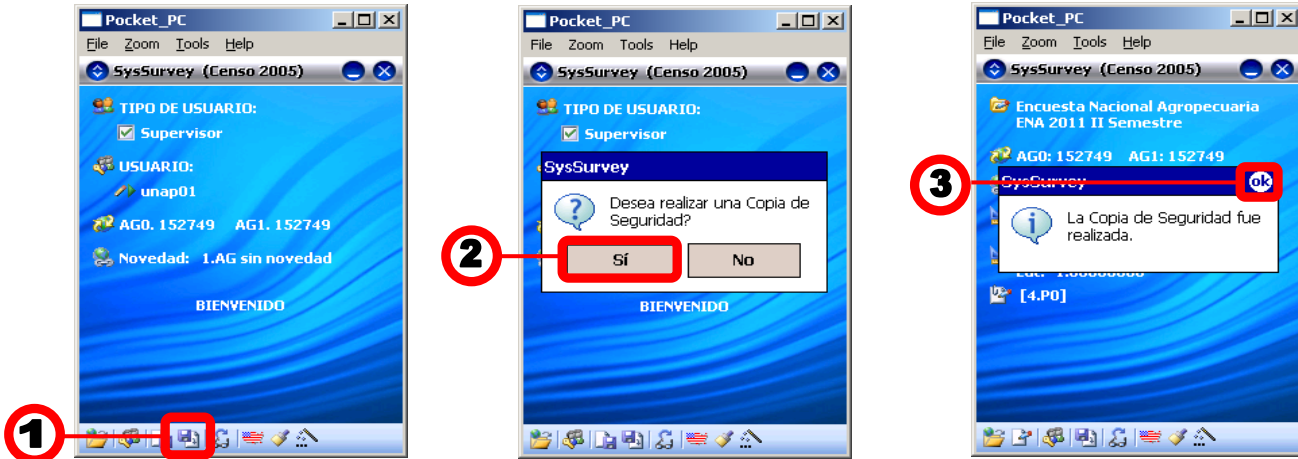 Pocket_PC
File Zoom Tools Help
SysSurvey (Censo 2005)
TIPO DE USUARIO:
Supervisor
USUARIO:
unap01
AG0. 152749 AG1. 152749
Novedad: 1.AG sin novedad
BIENVENIDO
1
Pocket_PC
File Zoom Tools Help
SysSurvey (Censo 2005)
TIPO DE USUARIO:
Supervisor
SysSurvey
Desea realizar una Copia de
Seguridad?
2
Sí No
BIENVENIDO
Pocket_PC
File Zoom Tools Help
SysSurvey (Censo 2005)
Encuesta Nacional Agropecuaria
ENA 2011 II Semestre
AG0: 152749 AG1: 152749
3
SysSurvey ok
La Copia de Seguridad fue
realizada.
[4.P0]